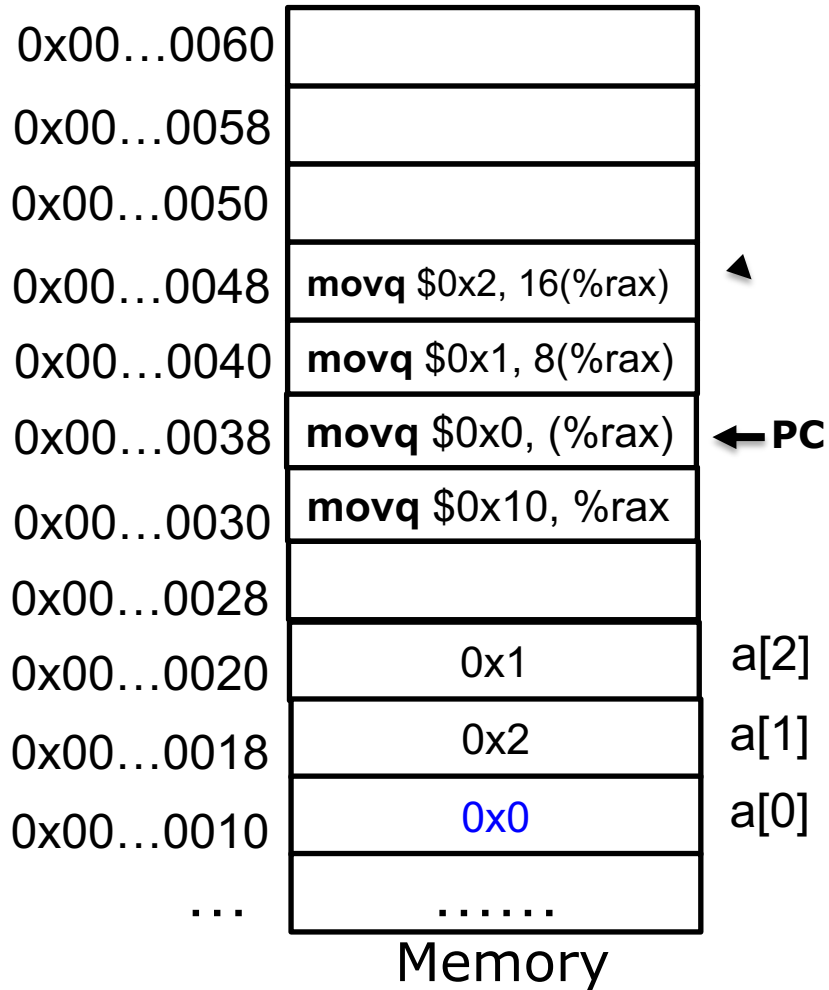 0x00…0060
0x00…0058
0x00…0050
0x00…0048 movq $0x2, 16(%rax)
0x00…0040 movq $0x1, 8(%rax)
0x00…0038 movq $0x0, (%rax) PC
0x00…0030 movq $0x10, %rax
0x00…0028
0x00…0020 0x1 a[2]
0x00…0018 0x2 a[1]
0x00…0010 0x0 a[0]
… ……
Memory